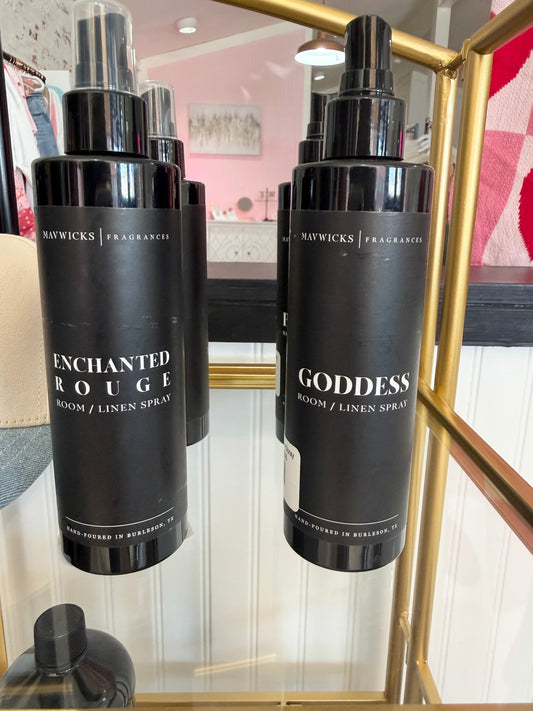 MAVWICKS | FRAGRANCES
ENCHANTED
ROUGE
ROOM / LINEN SPRAY
HAND-POURED IN BURLESON, TX
MAVWICKS | FRAGRANCES
GODDESS
ROOM / LINEN SPRAY
HAND-POURED IN BURLESON, TX